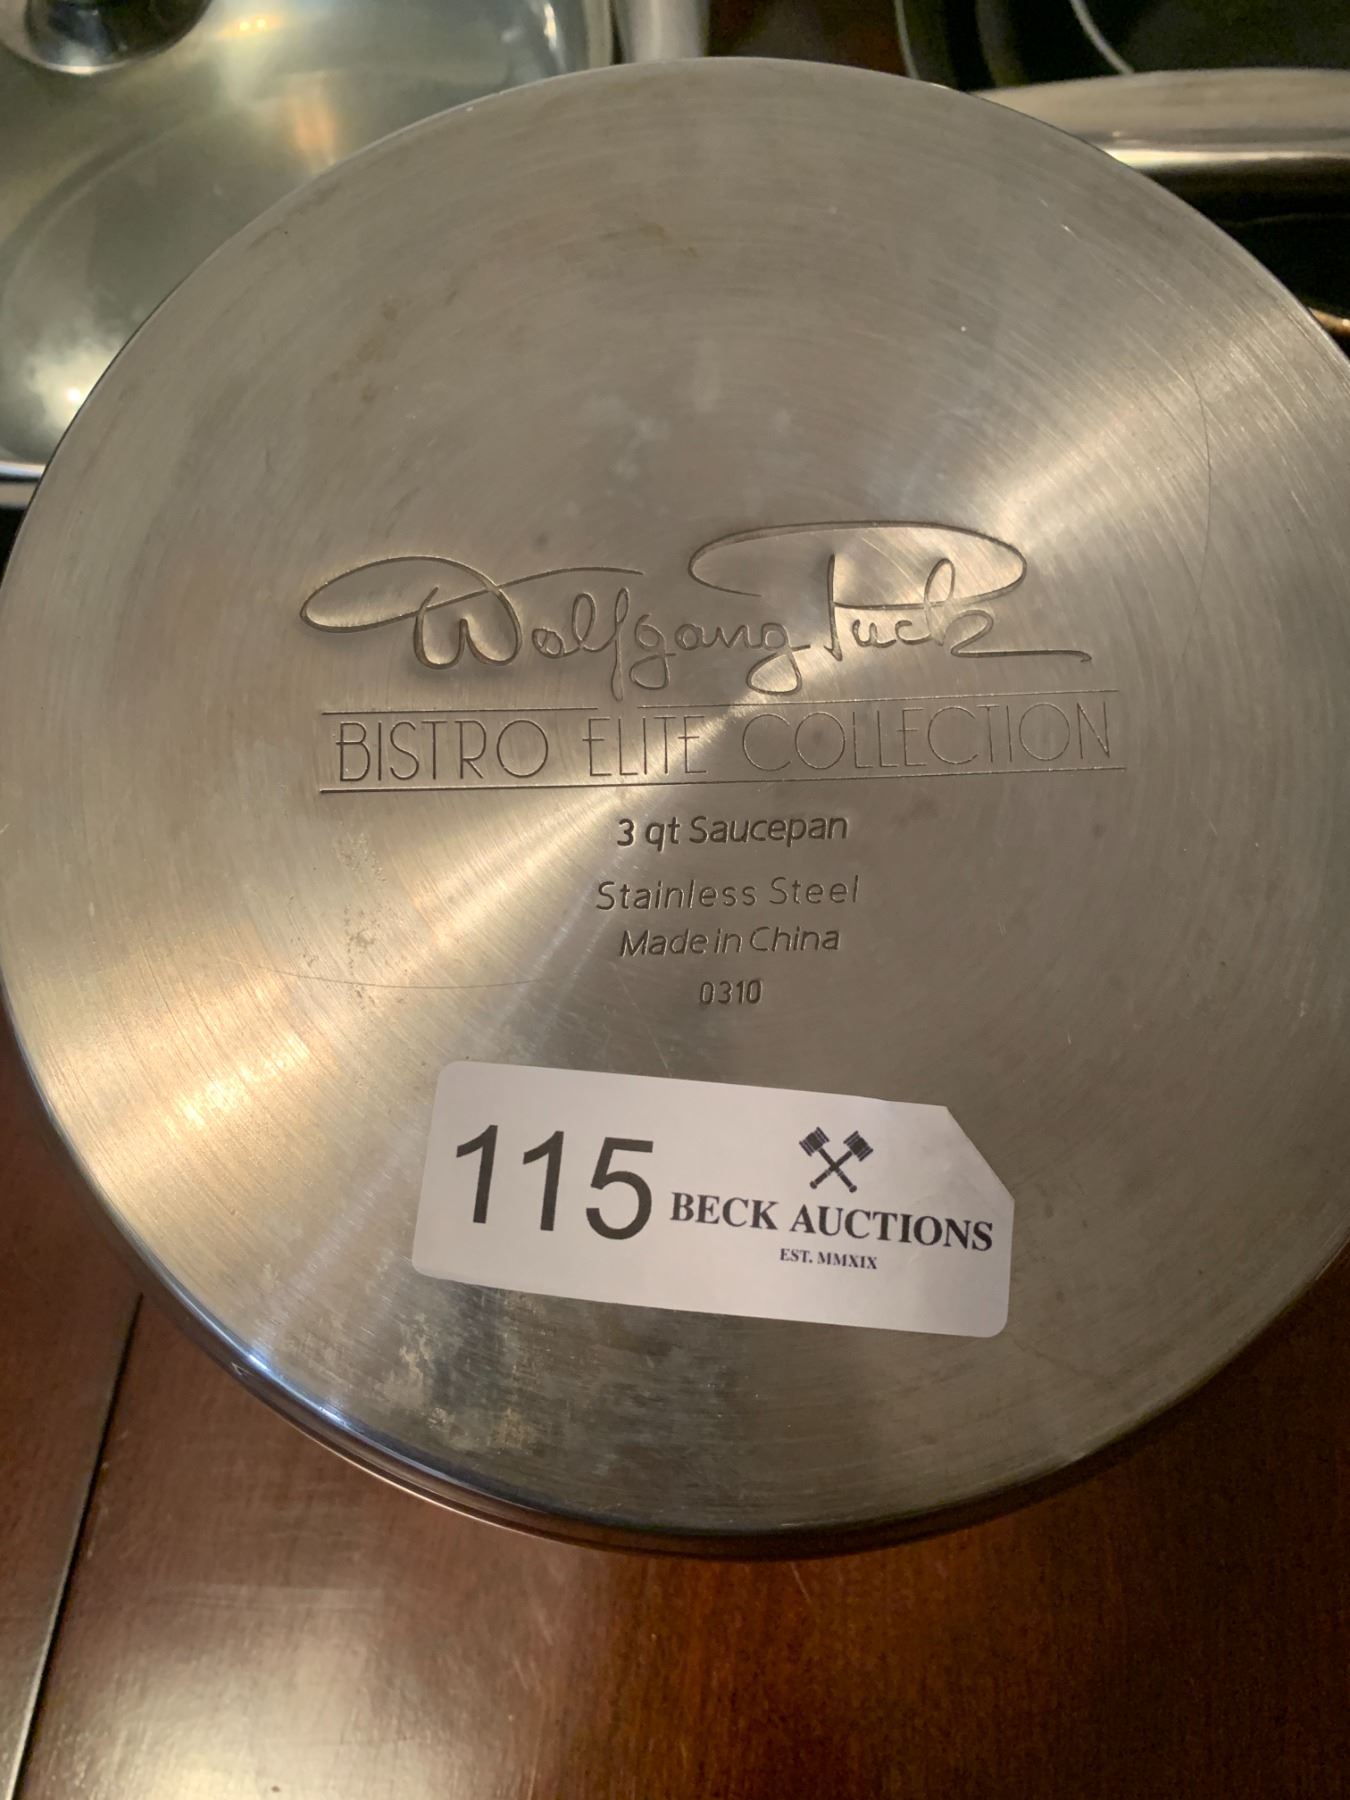 Wolfgang Puck
BISTRO ELITE COLLECTION
3 qt Saucepan
Stainless Steel
Made in China
0310
115
BECK AUCTIONS
EST. MMXIX